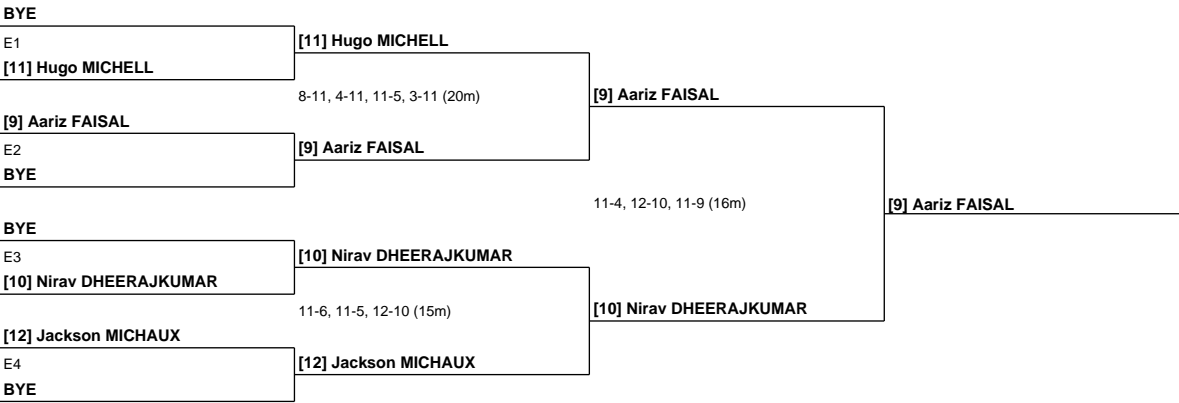 BYE
E1
[11] Hugo MICHELL
[11] Hugo MICHELL
8-11, 4-11, 11-5, 3-11 (20m)
[9] Aariz FAISAL
[9] Aariz FAISAL
E2
BYE
[9] Aariz FAISAL
11-4, 12-10, 11-9 (16m)
[9] Aariz FAISAL
BYE
E3
[10] Nirav DHEERAJKUMAR
[10] Nirav DHEERAJKUMAR
11-6, 11-5, 12-10 (15m)
[10] Nirav DHEERAJKUMAR
[12] Jackson MICHAUX
E4
BYE
[12] Jackson MICHAUX